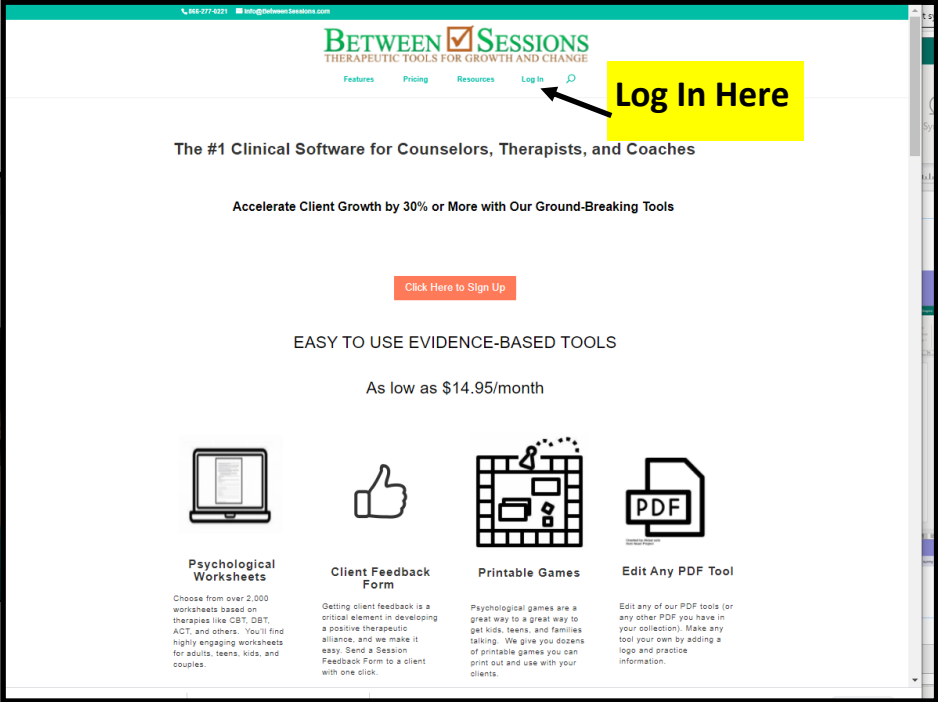 866-277-0221 Info@BetweenSessions.com
BETWEEN SESSIONS
THERAPEUTIC TOOLS FOR GROWTH AND CHANGE
Features Pricing Resources Log In
Log In Here
The #1 Clinical Software for Counselors, Therapists, and Coaches
Accelerate Client Growth by 30% or More with Our Ground-Breaking Tools
Click Here to SIgn Up
EASY TO USE EVIDENCE-BASED TOOLS
As low as $14.95/month
PDF
Psychological
Worksheets
Choose from over 2,000
worksheets based on
therapies like CBT, DBT,
ACT, and others. You'll find
highly engaging worksheets
for adults, teens, kids, and
couples.
Client Feedback
Form
Getting client feedback is a
critical element in developing
a positive therapeutic
alliance, and we make it
easy. Send a Session
Feedback Form to a client
with one click.
Printable Games
Psychological games are a
great way to a great way to
get kids, teens, and families
talking. We give you dozens
of printable games you can
print out and use with your
clients.
Edit Any PDF Tool
Edit any of our PDF tools (or
any other PDF you have in
your collection). Make any
tool your own by adding a
logo and practice
information.